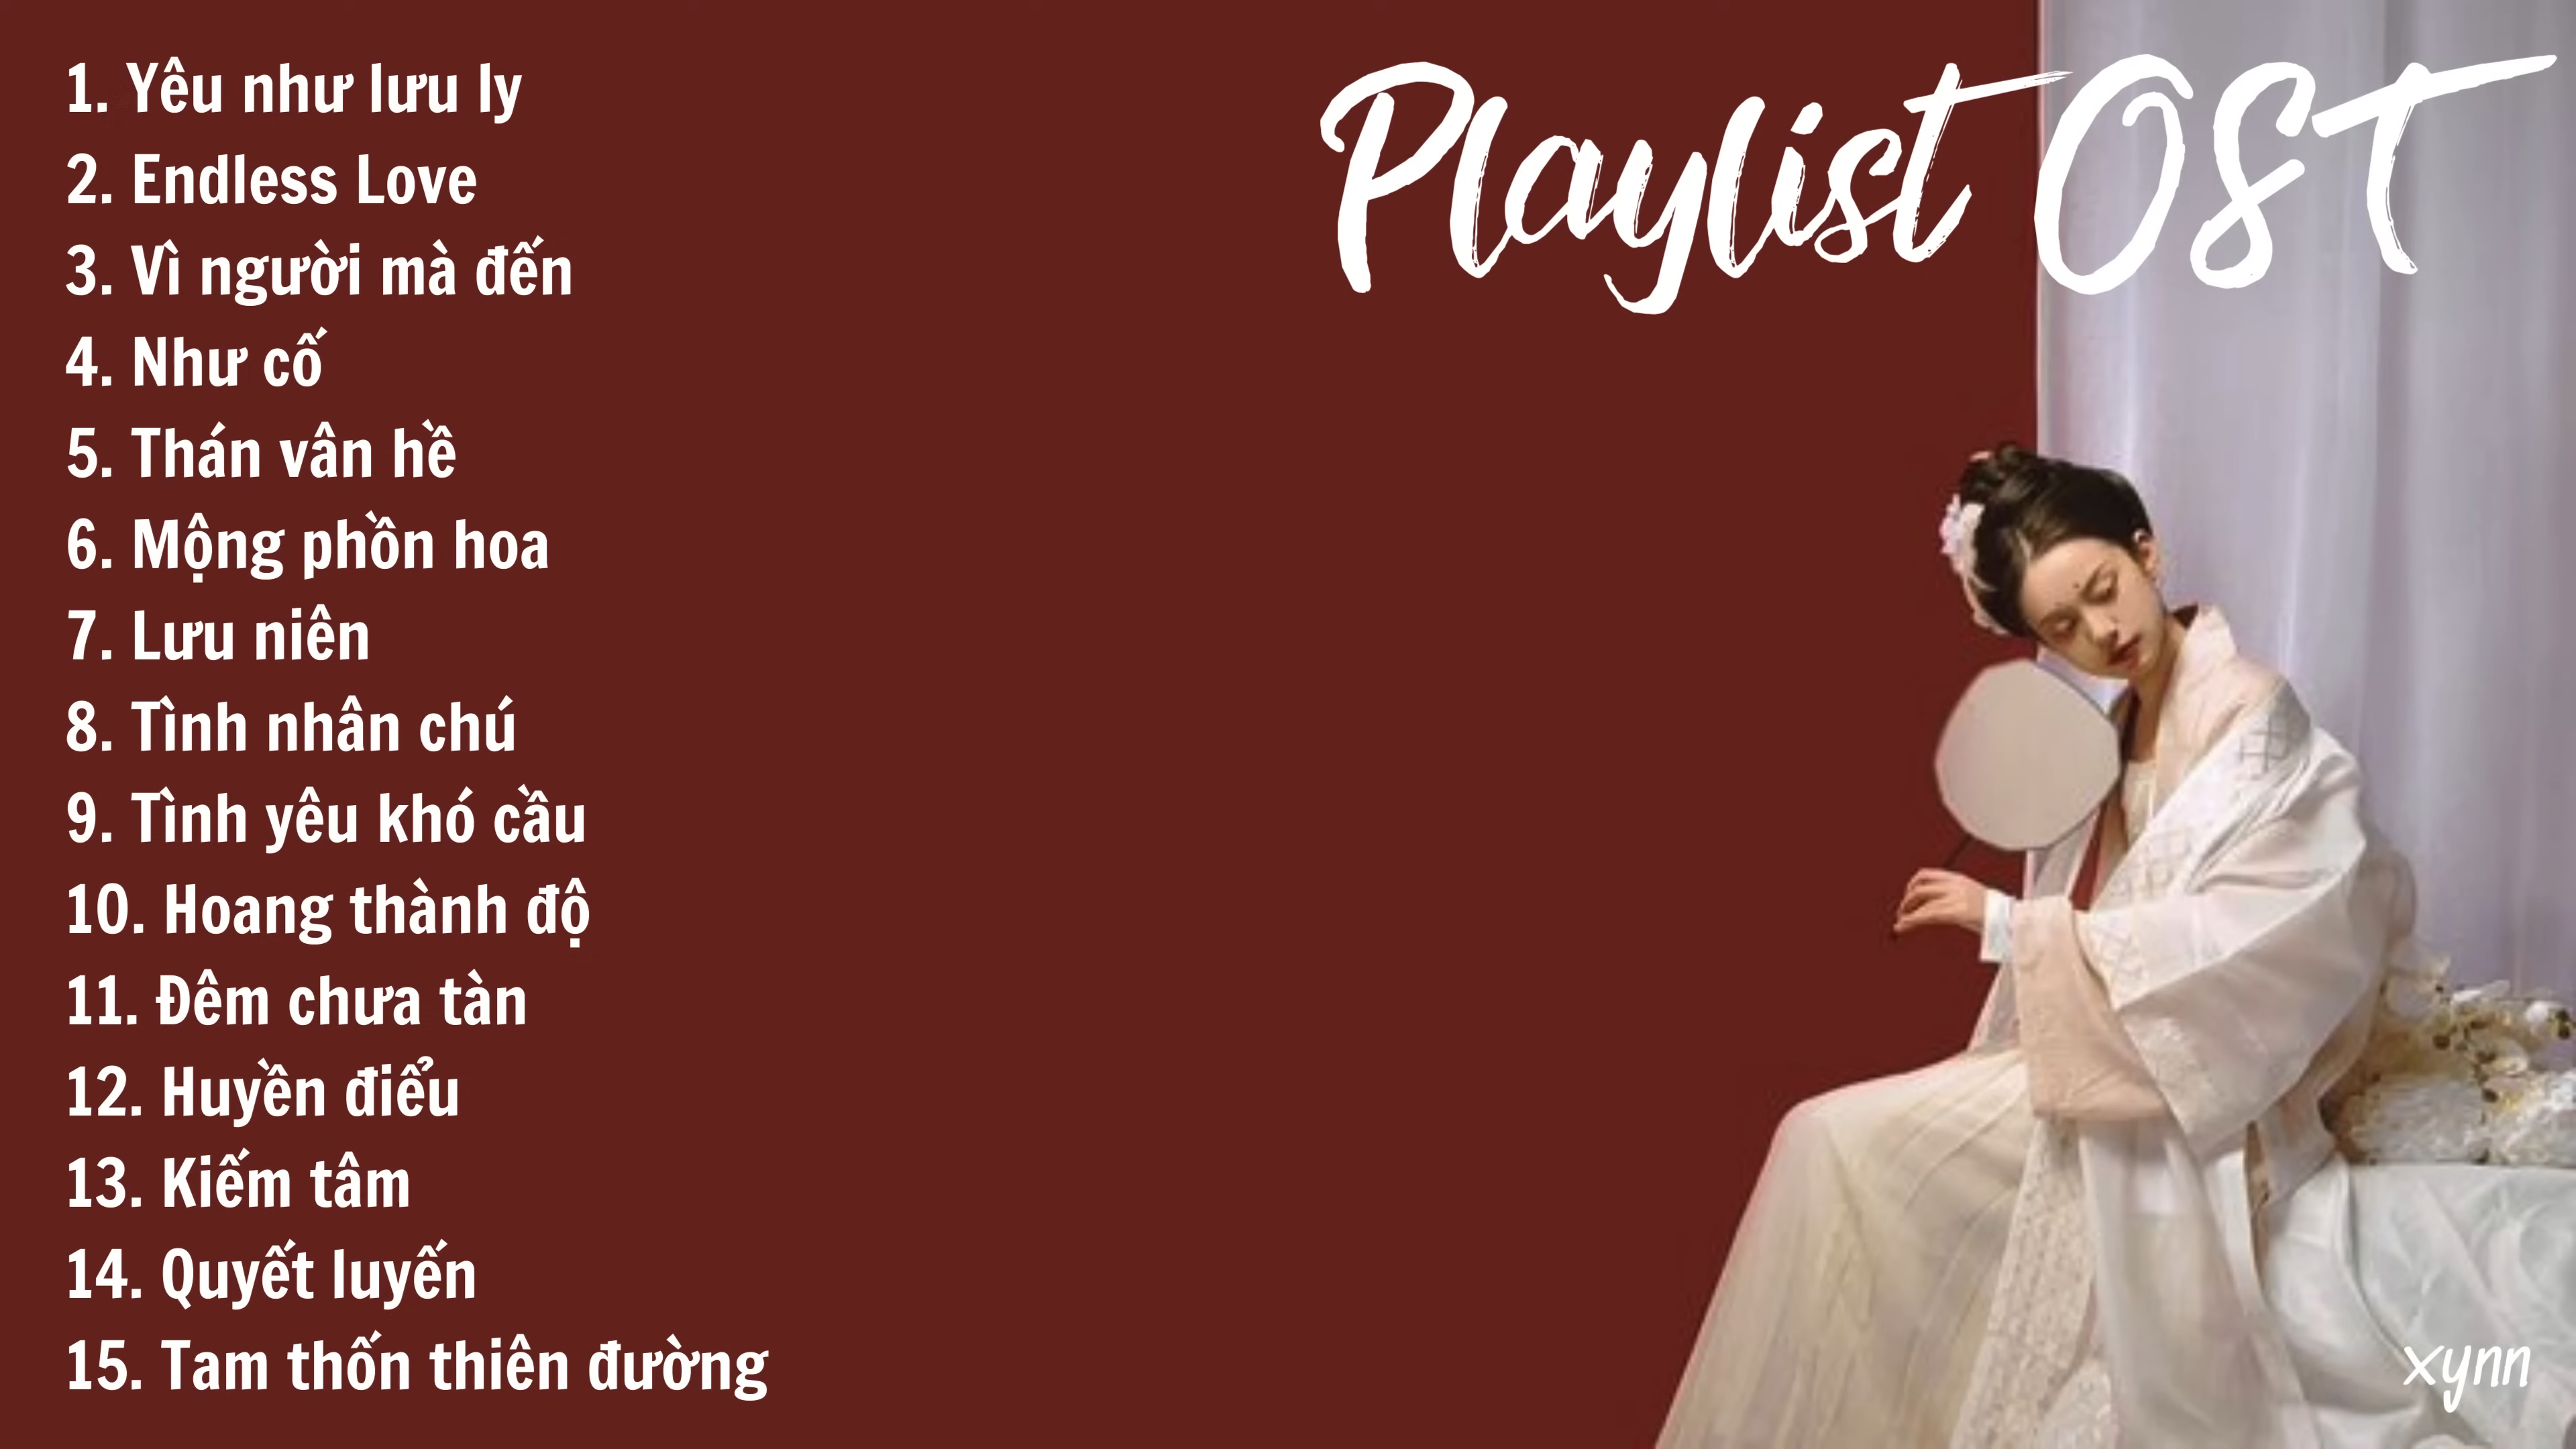 Playlist OST
1. Yêu như lưu ly
2. Endless Love
3. Vì người mà đến
4. Như cố
5. Thán vân hề
6. Mộng phồn hoa
7. Lưu niên
8. Tình nhân chú
9. Tình yêu khó cầu
10. Hoang thành độ
11. Đêm chưa tàn
12. Huyền điểu
13. Kiếm tâm
14. Quyết luyến
15. Tam thốn thiên đường
xynn